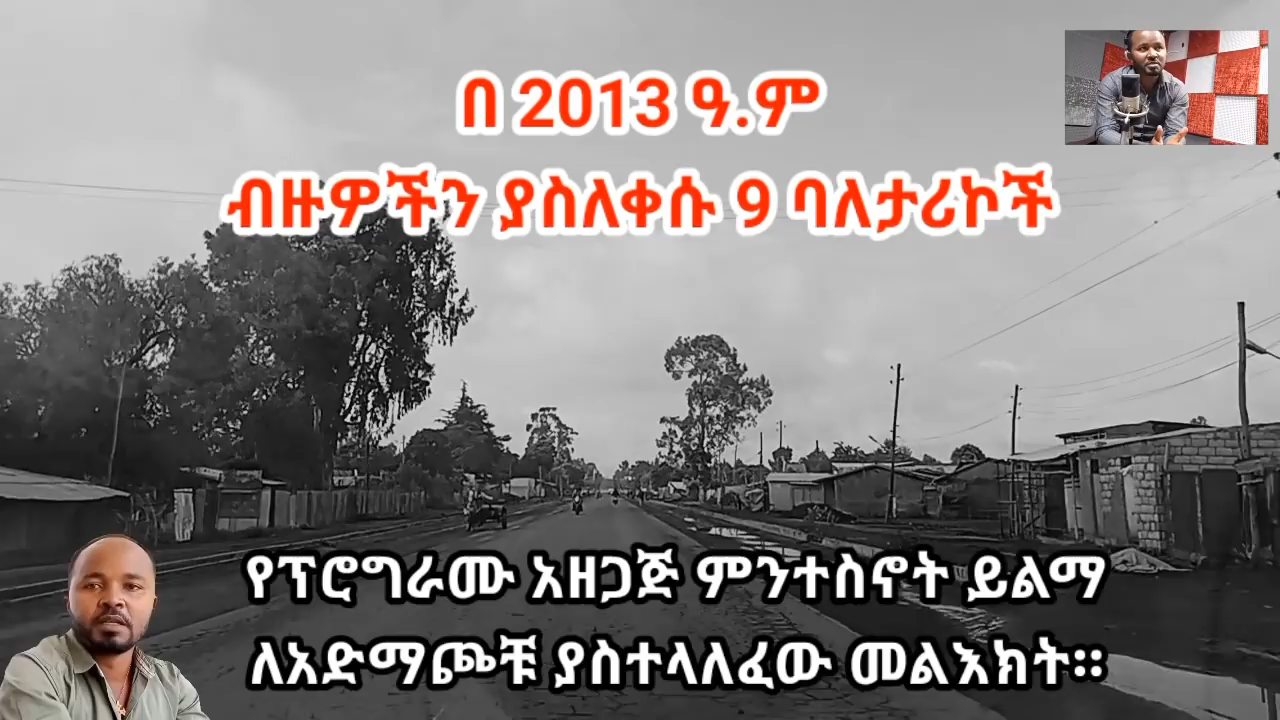 በ 2013 ዓ.ም
ብዙዎችን ያስለቀሱ 9 ባለታሪኮች
የፕሮግራሙ አዘጋጅ ምንተስኖት ይልማ
ለአድማጮቹ ያስተላለፈው መልእክት።